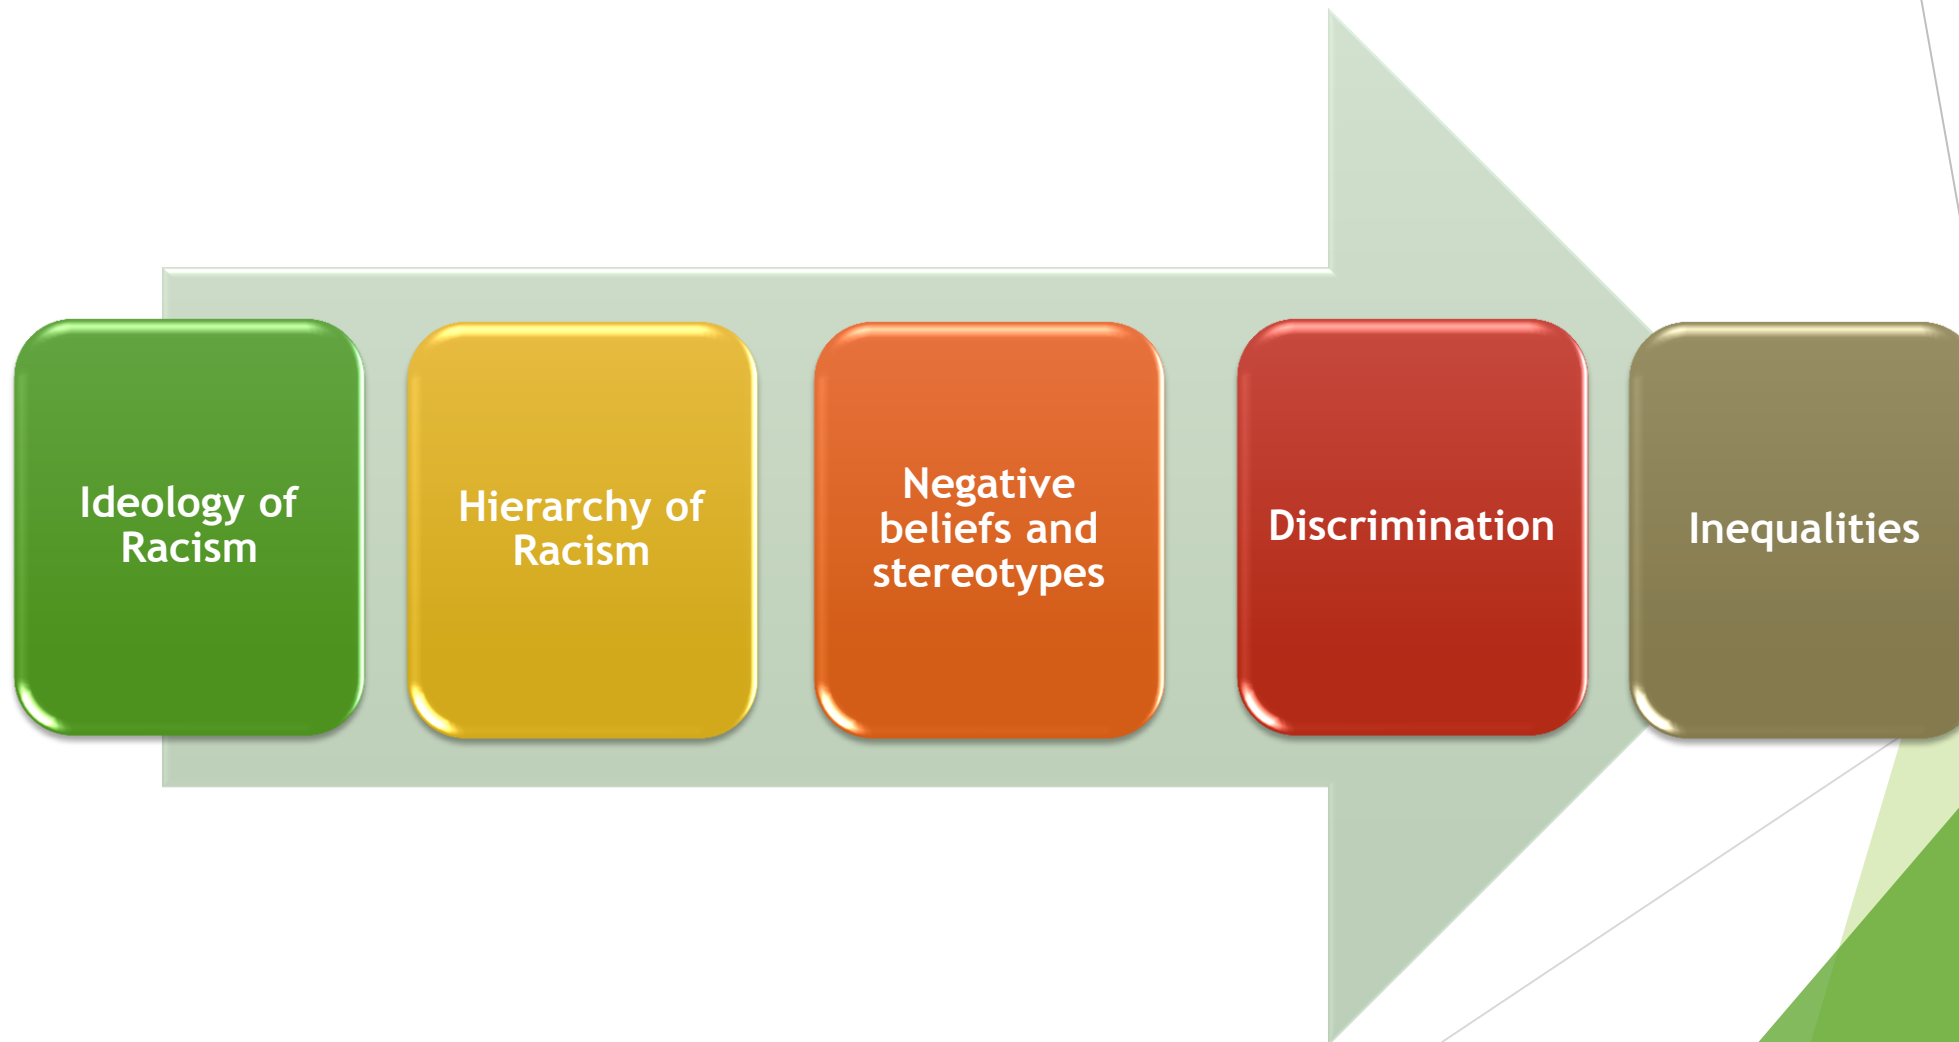 Ideology of
Racism
Hierarchy of
Racism
Negative
beliefs and
stereotypes
Discrimination
Inequalities